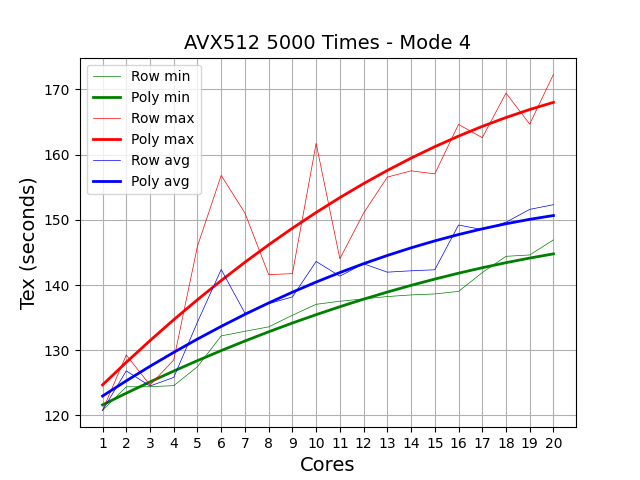 AVX512 5000 Times - Mode 4
Row min
Poly min
Row max
Poly max
Row avg
Poly avg
170
160
150
140
130
120
Tex (seconds)
1 2 3 4 5 6 7 8 9 10 11 12 13 14 15 16 17 18 19 20
Cores